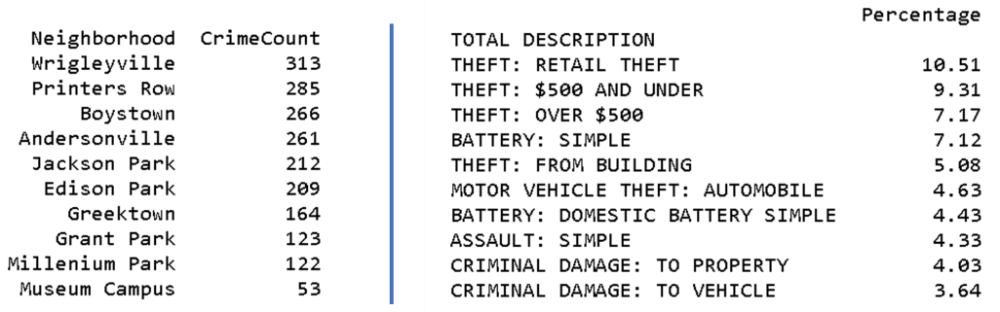 Neighborhood CrimeCount
Wrigleyville 313
Printers Row 285
Boystown 266
Andersonville 261
Jackson Park 212
Edison Park 209
Greektown 164
Grant Park 123
Millenium Park 122
Museum Campus 53
Percentage
TOTAL DESCRIPTION
THEFT: RETAIL THEFT 10.51
THEFT: $500 AND UNDER 9.31
THEFT: OVER $500 7.17
BATTERY: SIMPLE 7.12
THEFT: FROM BUILDING 5.08
MOTOR VEHICLE THEFT: AUTOMOBILE 4.63
BATTERY: DOMESTIC BATTERY SIMPLE 4.43
ASSAULT: SIMPLE 4.33
CRIMINAL DAMAGE: TO PROPERTY 4.03
CRIMINAL DAMAGE: TO VEHICLE 3.64